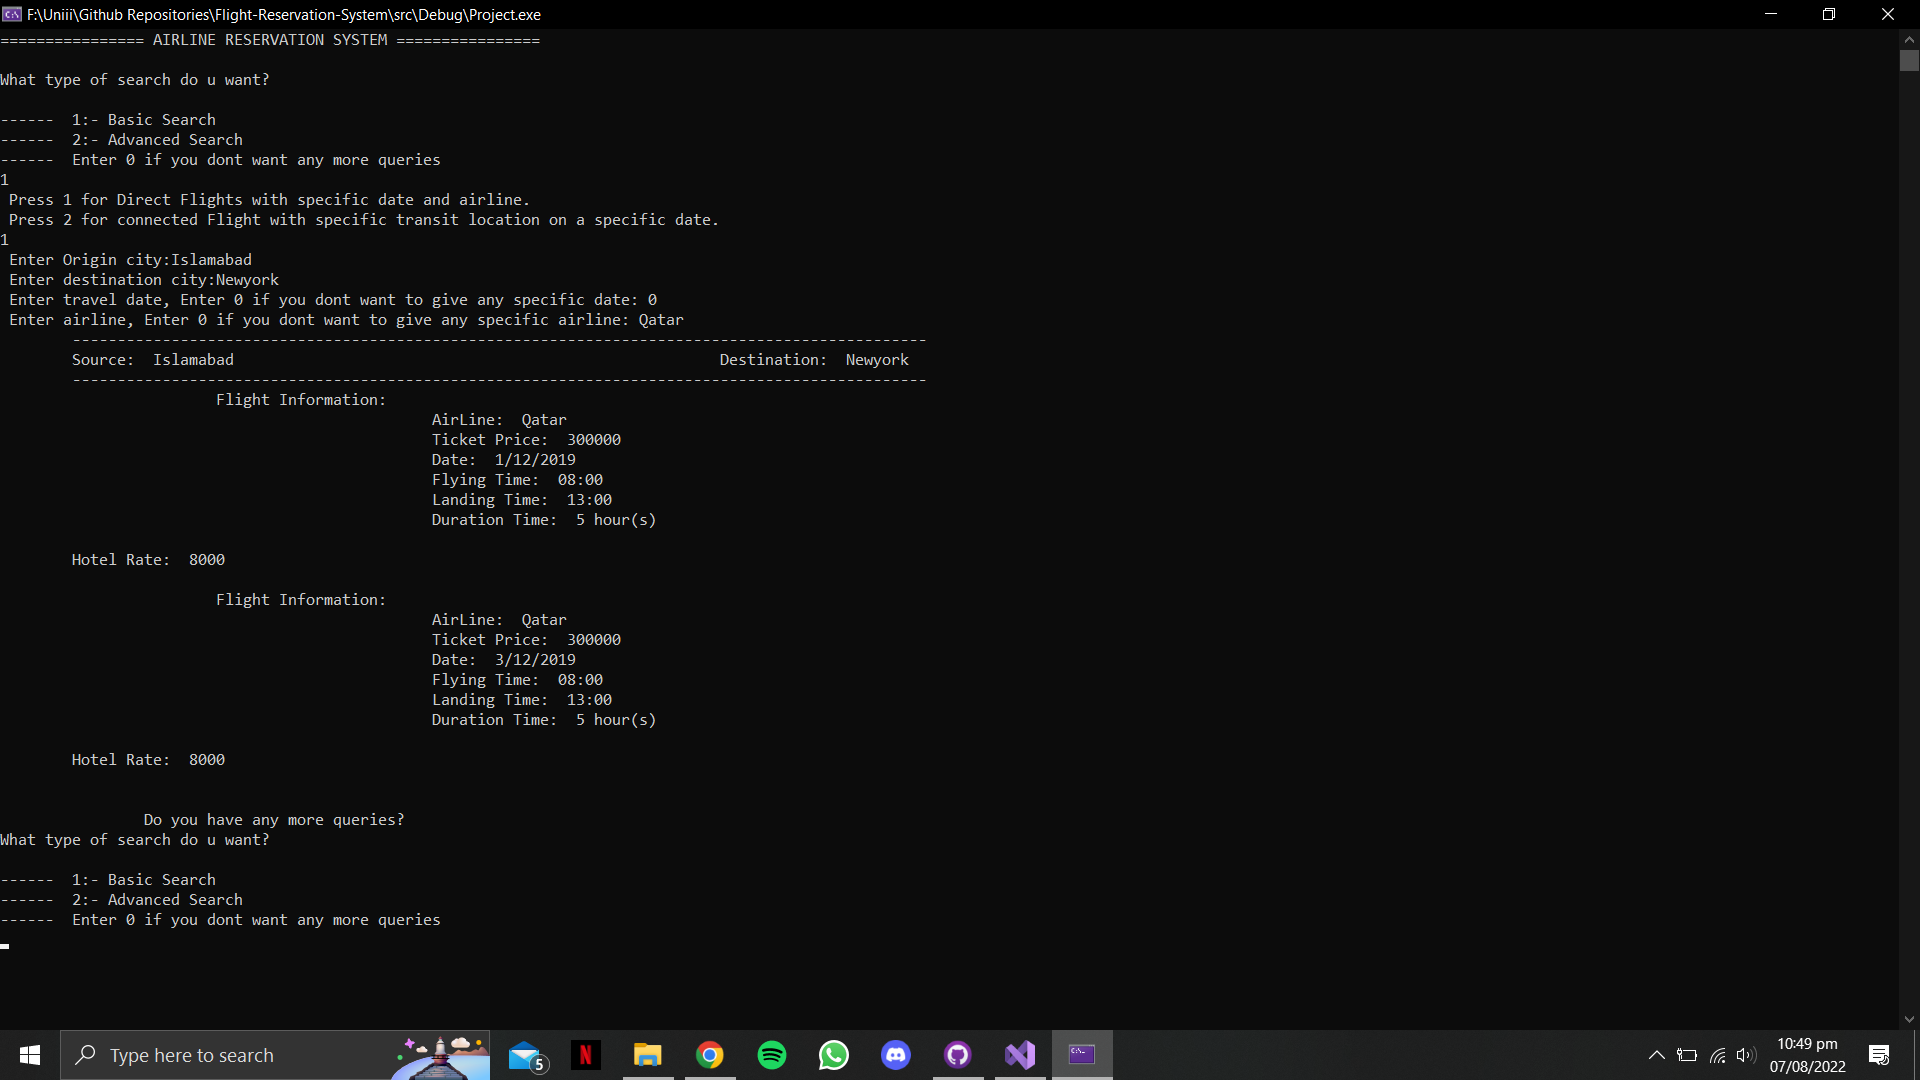 F:\Uniii\Github Repositories\Flight-Reservation-System\src\Debug\Project.exe
================ AIRLINE RESERVATION SYSTEM ================
What type of search do u want?
------  1:- Basic Search
------  2:- Advanced Search
------  Enter 0 if you dont want any more queries
1
Press 1 for Direct Flights with specific date and airline.
Press 2 for connected Flight with specific transit location on a specific date.
1
Enter Origin city:Islamabad
Enter destination city:Newyork
Enter travel date, Enter 0 if you dont want to give any specific date: 0
Enter airline, Enter 0 if you dont want to give any specific airline: Qatar
-----------------------------------------------------------------------------------------------
Source:  Islamabad                                                      Destination:  Newyork
-----------------------------------------------------------------------------------------------
Flight Information:
AirLine:  Qatar
Ticket Price:  300000
Date:  1/12/2019
Flying Time:  08:00
Landing Time:  13:00
Duration Time:  5 hour(s)
Hotel Rate:  8000
Flight Information:
AirLine:  Qatar
Ticket Price:  300000
Date:  3/12/2019
Flying Time:  08:00
Landing Time:  13:00
Duration Time:  5 hour(s)
Hotel Rate:  8000
Do you have any more queries?
What type of search do u want?
------  1:- Basic Search
------  2:- Advanced Search
------  Enter 0 if you dont want any more queries
Type here to search
5
N
10:49 pm
07/08/2022